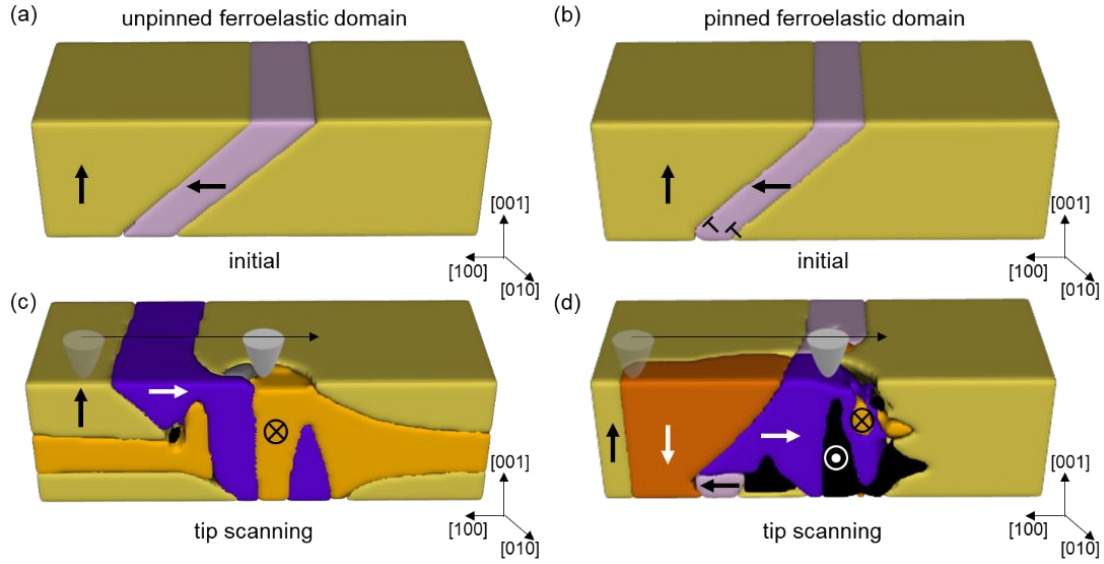 (a)
unpinned ferroelastic domain
(b)
pinned ferroelastic domain
[001]
[100]
[010]
initial
[001]
[100]
[010]
initial
(c)
[001]
[100]
[010]
tip scanning
(d)
[001]
[100]
[010]
tip scanning